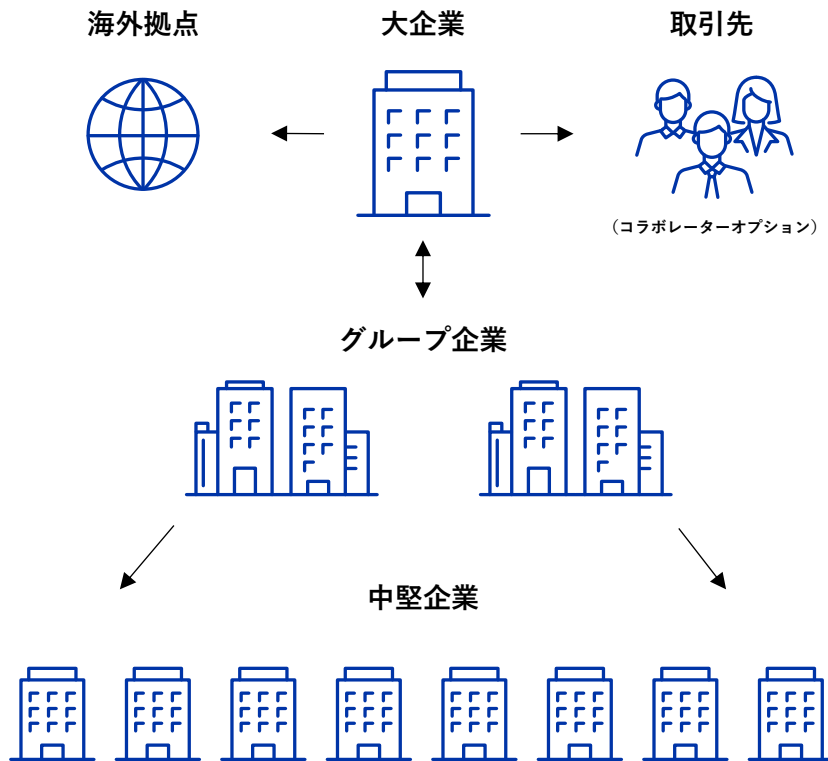 海外拠点
大企業
取引先
（コラボレーターオプション）
グループ企業
中堅企業